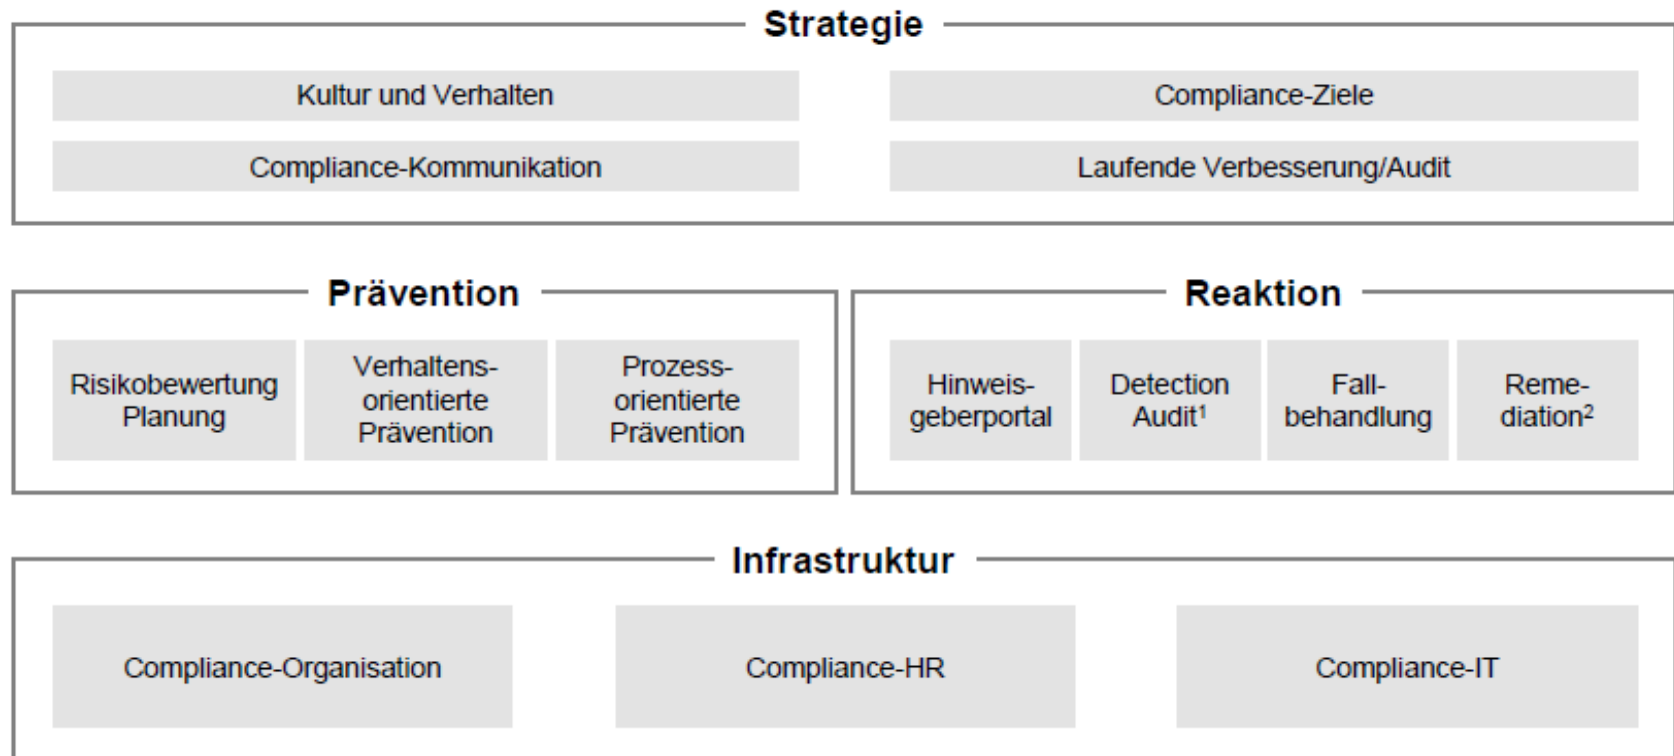 Strategie
Kultur und Verhalten
Compliance-Ziele
Compliance-Kommunikation
Laufende Verbesserung/Audit
Prävention
Risikobewertung
Planung
Verhaltens-
orientierte
Prävention
Prozess-
orientierte
Prävention
Reaktion
Hinweis-
geberportal
Detection
Audit¹
Fall-
behandlung
Reme-
diation²
Infrastruktur
Compliance-Organisation
Compliance-HR
Compliance-IT